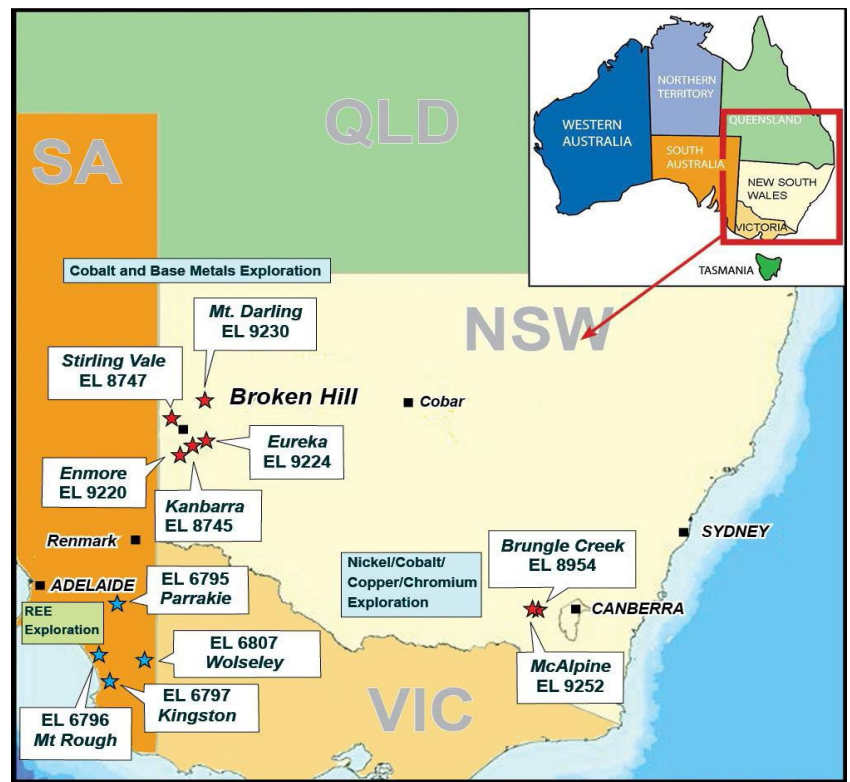 SA
QLD
NSW
VIC
WESTERN
AUSTRALIA
NORTHERN
TERRITORY
SOUTH
AUSTRALIA
QUEENSLAND
NEW SOUTH
WALES
VICTORIA
TASMANIA
Cobalt and Base Metals Exploration
Mt. Darling
EL 9230
Stirling Vale
EL 8747
Broken Hill
Cobar
Eureka
EL 9224
Enmore
EL 9220
Kanbarra
EL 8745
Renmark
ADELAIDE
REE
Exploration
EL 6795
Parrakie
EL 6807
Wolseley
EL 6797
Kingston
EL 6796
Mt Rough
Nickel/Cobalt/
Copper/Chromium
Exploration
Brungle Creek
EL 8954
SYDNEY
CANBERRA
McAlpine
EL 9252